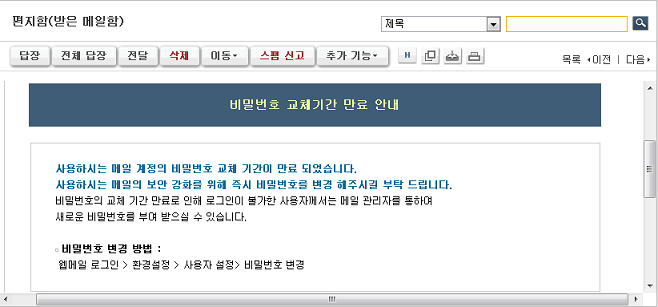 편지함(받은 메일함)
제목
답장 전체 답장 전달 삭제 이동 스팸 신고 추가 기능 H 목록 이전 | 다음
비밀번호 교체기간 만료 안내
사용하시는 메일 계정의 비밀번호 교체 기간이 만료 되었습니다.
사용하시는 메일의 보안 강화를 위해 즉시 비밀번호를 변경 해주시길 부탁 드립니다.
비밀번호의 교체 기간 만료로 인해 로그인이 불가한 사용자께서는 메일 관리자를 통하여
새로운 비밀번호를 부여 받으실 수 있습니다.
비밀번호 변경 방법 :
웹메일 로그인 > 환경설정 > 사용자 설정> 비밀번호 변경